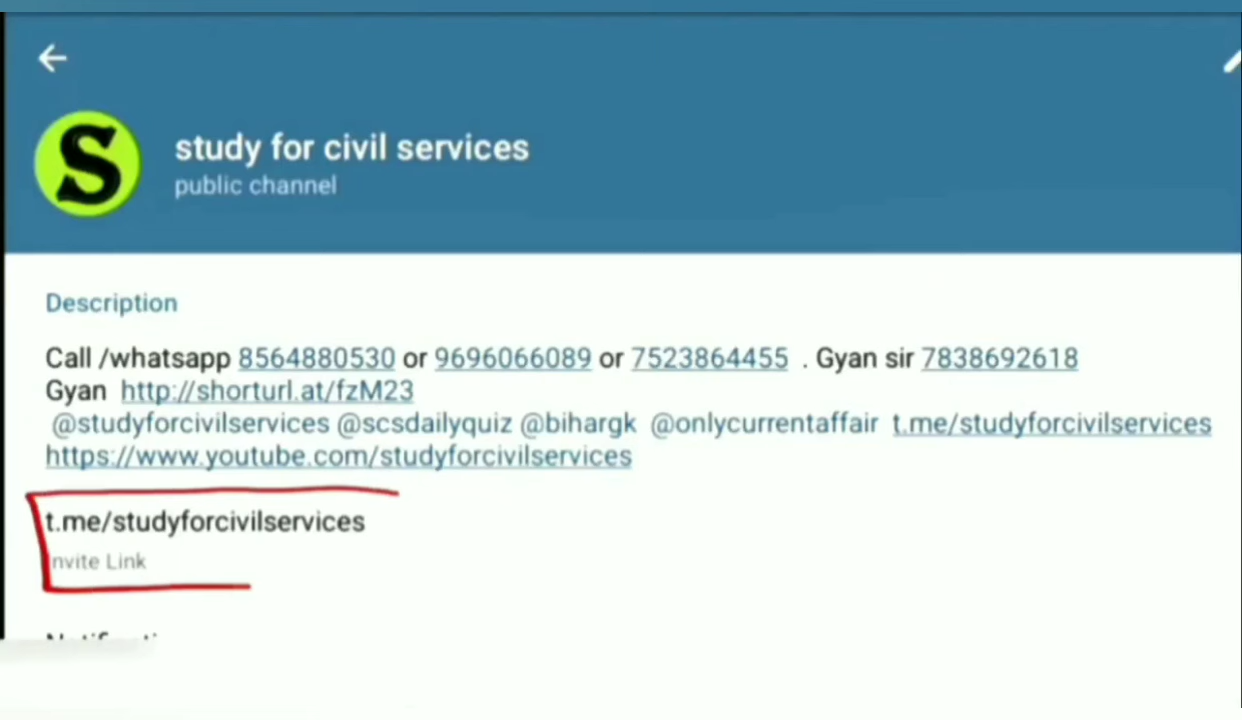 S
study for civil services
public channel
Description
Call /whatsapp 8564880530 or 9696066089 or 7523864455 . Gyan sir 7838692618
Gyan http://shorturl.at/fzM23
@studyforcivilservices @scsdailyquiz @bihargk @onlycurrentaffair t.me/studyforcivilservices
https://www.youtube.com/studyforcivilservices
t.me/studyforcivilservices
Invite Link